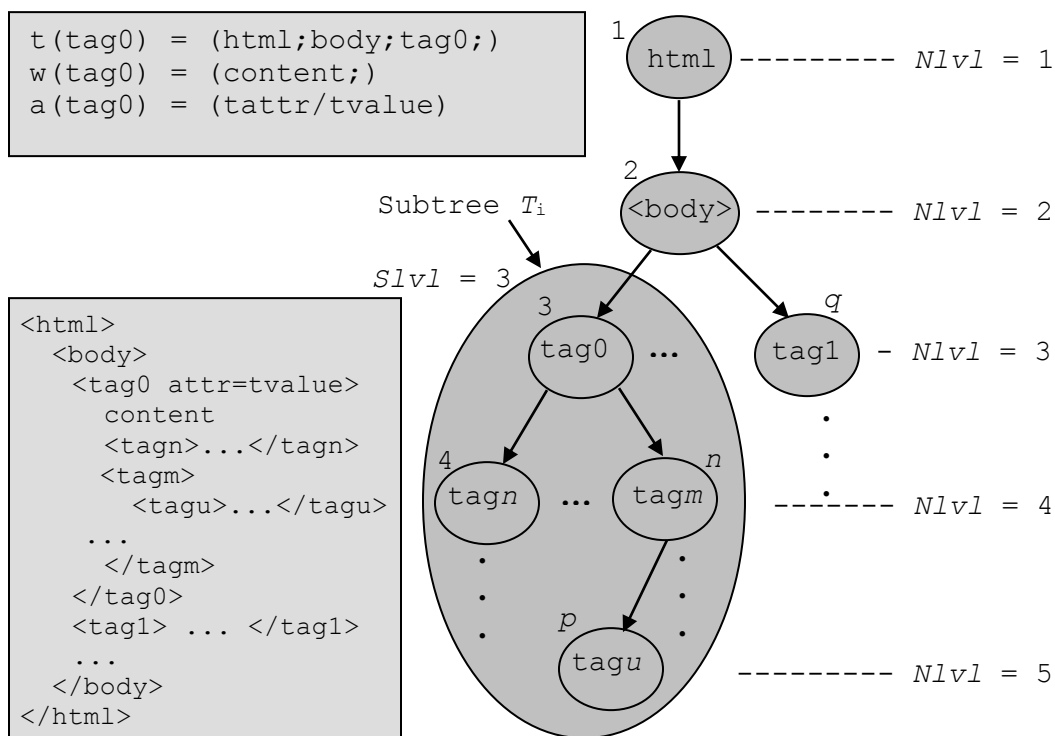 t(tag0) = (html;body;tag0;)
w(tag0) = (content;)
a(tag0) = (tattr/tvalue)
1
html
--------- Nlvl = 1
2
<body>
-------- Nlvl = 2
Subtree Ti
Slvl = 3
3
tag0
...
q
tag1
- Nlvl = 3
4
tagn
...
n
tagm
------- Nlvl = 4
p
tagu
--------- Nlvl = 5
<html>
<body>
<tag0 attr=tvalue>
content
<tagn>...</tagn>
<tagm>
<tagu>...</tagu>
...
</tagm>
</tag0>
<tag1> ... </tag1>
...
</body>
</html>